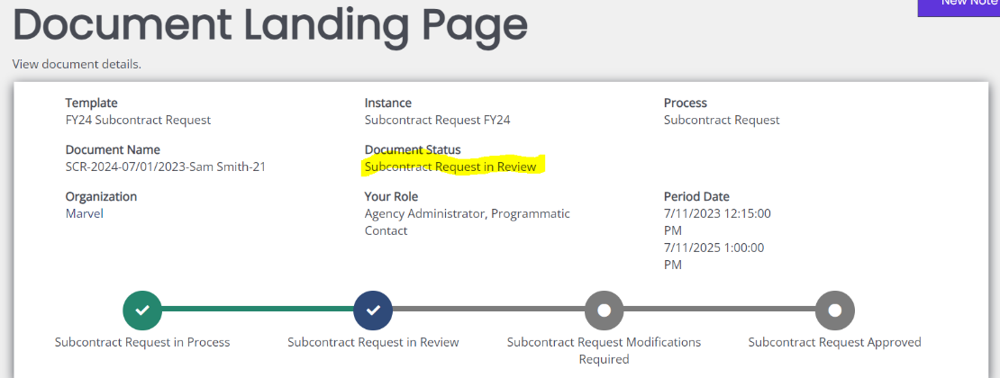 New Note
Document Landing Page
View document details.
Template
FY24 Subcontract Request
Instance
Subcontract Request FY24
Process
Subcontract Request
Document Name
SCR-2024-07/01/2023-Sam Smith-21
Document Status
Subcontract Request in Review
Organization
Marvel
Your Role
Agency Administrator, Programmatic
Contact
Period Date
7/11/2023 12:15:00
PM
7/11/2025 1:00:00
PM
Subcontract Request in Process
Subcontract Request in Review
Subcontract Request Modifications
Required
Subcontract Request Approved